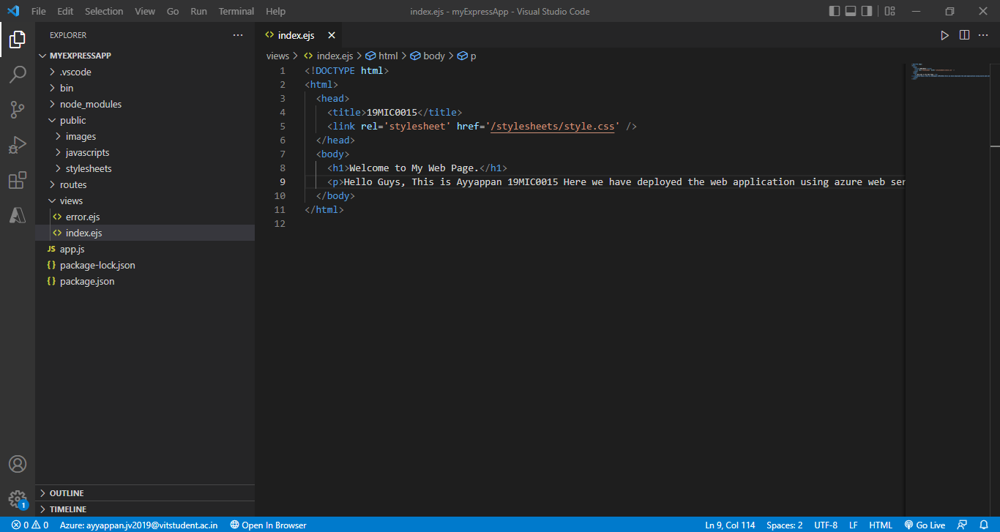 File Edit Selection View Go Run Terminal Help
index.ejs - myExpressApp - Visual Studio Code
EXPLORER
MYEXPRESSAPP
.vscode
bin
node_modules
public
images
javascripts
stylesheets
routes
views
error.ejs
index.ejs
JS app.js
{} package-lock.json
{} package.json
OUTLINE
TIMELINE
index.ejs
views > index.ejs > html > body > p
1 <!DOCTYPE html>
2 <html>
3 <head>
4 <title>19MIC0015</title>
5 <link rel='stylesheet' href='/stylesheets/style.css' />
6 </head>
7 <body>
8 <h1>Welcome to My Web Page.</h1>
9 <p>Hello Guys, This is Ayyappan 19MIC0015 Here we have deployed the web application using azure web ser
10 </body>
11 </html>
12
1
0 0 Azure: ayyappan.jv2019@vitstudent.ac.in Open In Browser Ln 9, Col 114 Spaces: 2 UTF-8 LF HTML Go Live